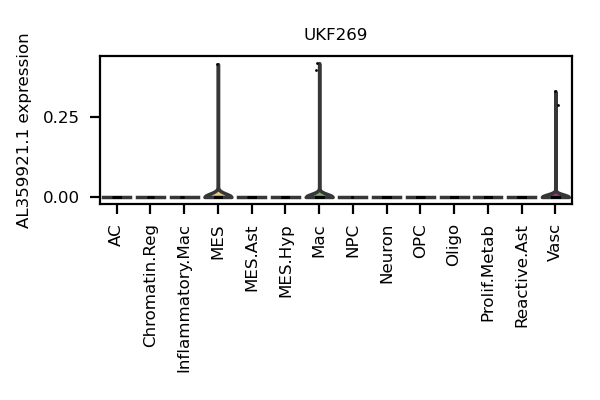 UKF269
AL359921.1 expression
0.25
0.00
AC
Chromatin.Reg
Inflammatory.Mac
MES
MES.Ast
MES.Hyp
Mac
NPC
Neuron
OPC
Oligo
Prolif.Metab
Reactive.Ast
Vasc